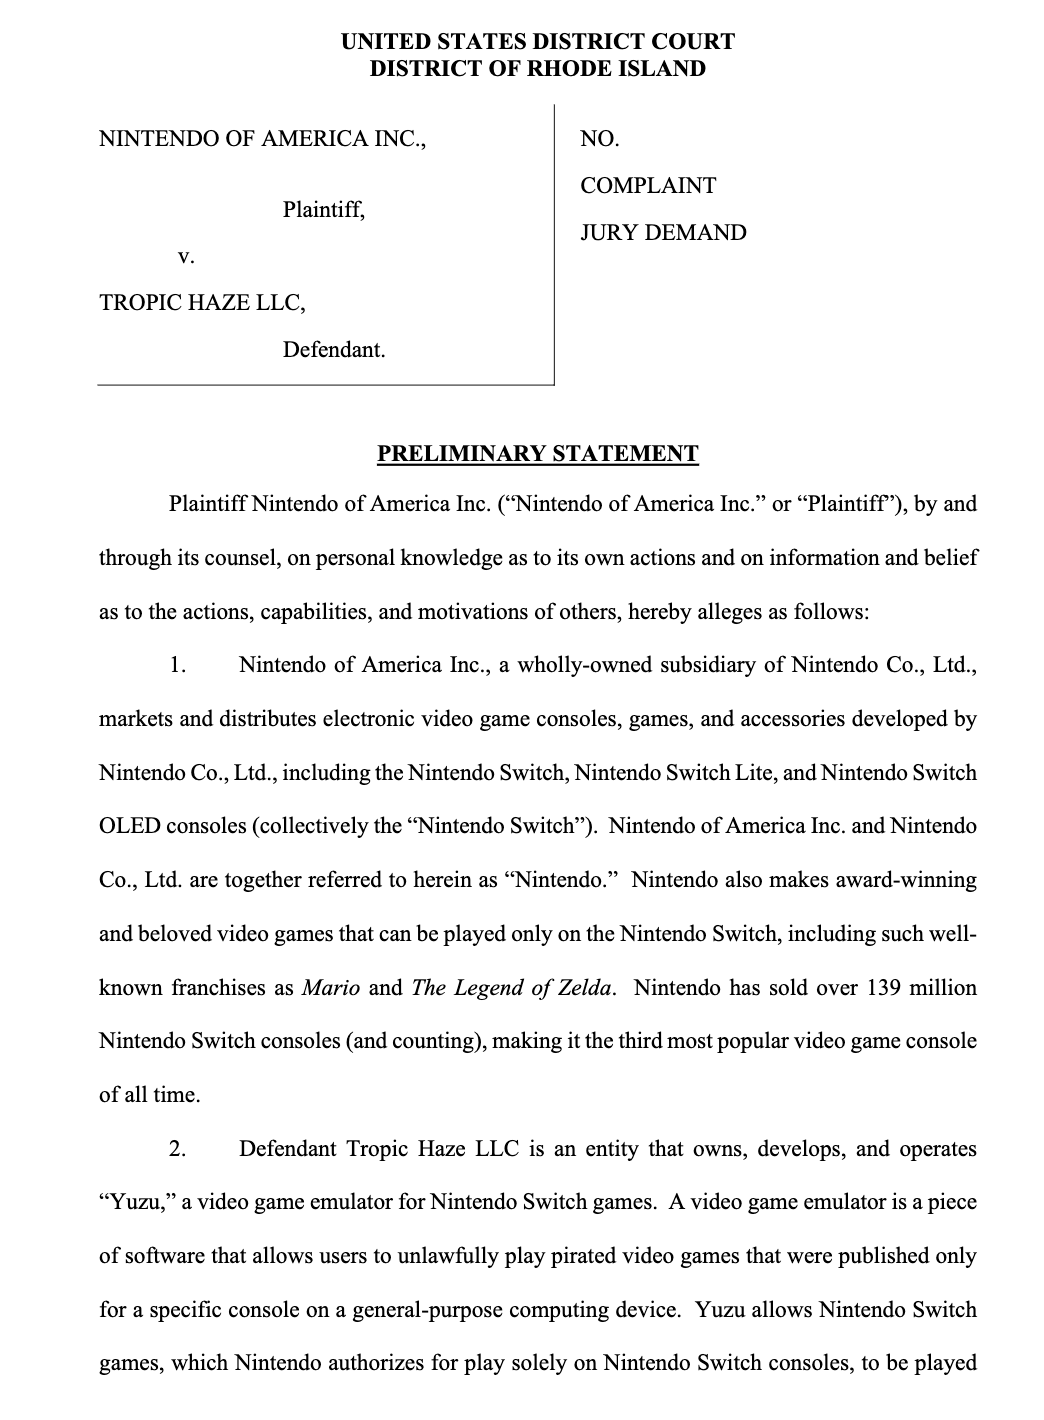 UNITED STATES DISTRICT COURT
DISTRICT OF RHODE ISLAND
NINTENDO OF AMERICA INC.,
Plaintiff,
v.
TROPIC HAZE LLC,
Defendant.
NO.
COMPLAINT
JURY DEMAND
PRELIMINARY STATEMENT
Plaintiff Nintendo of America Inc. (“Nintendo of America Inc.” or “Plaintiff”), by and
through its counsel, on personal knowledge as to its own actions and on information and belief
as to the actions, capabilities, and motivations of others, hereby alleges as follows:
1. Nintendo of America Inc., a wholly-owned subsidiary of Nintendo Co., Ltd.,
markets and distributes electronic video game consoles, games, and accessories developed by
Nintendo Co., Ltd., including the Nintendo Switch, Nintendo Switch Lite, and Nintendo Switch
OLED consoles (collectively the “Nintendo Switch”). Nintendo of America Inc. and Nintendo
Co., Ltd. are together referred to herein as “Nintendo.” Nintendo also makes award-winning
and beloved video games that can be played only on the Nintendo Switch, including such well-
known franchises as Mario and The Legend of Zelda. Nintendo has sold over 139 million
Nintendo Switch consoles (and counting), making it the third most popular video game console
of all time.
2. Defendant Tropic Haze LLC is an entity that owns, develops, and operates
“Yuzu,” a video game emulator for Nintendo Switch games. A video game emulator is a piece
of software that allows users to unlawfully play pirated video games that were published only
for a specific console on a general-purpose computing device. Yuzu allows Nintendo Switch
games, which Nintendo authorizes for play solely on Nintendo Switch consoles, to be played